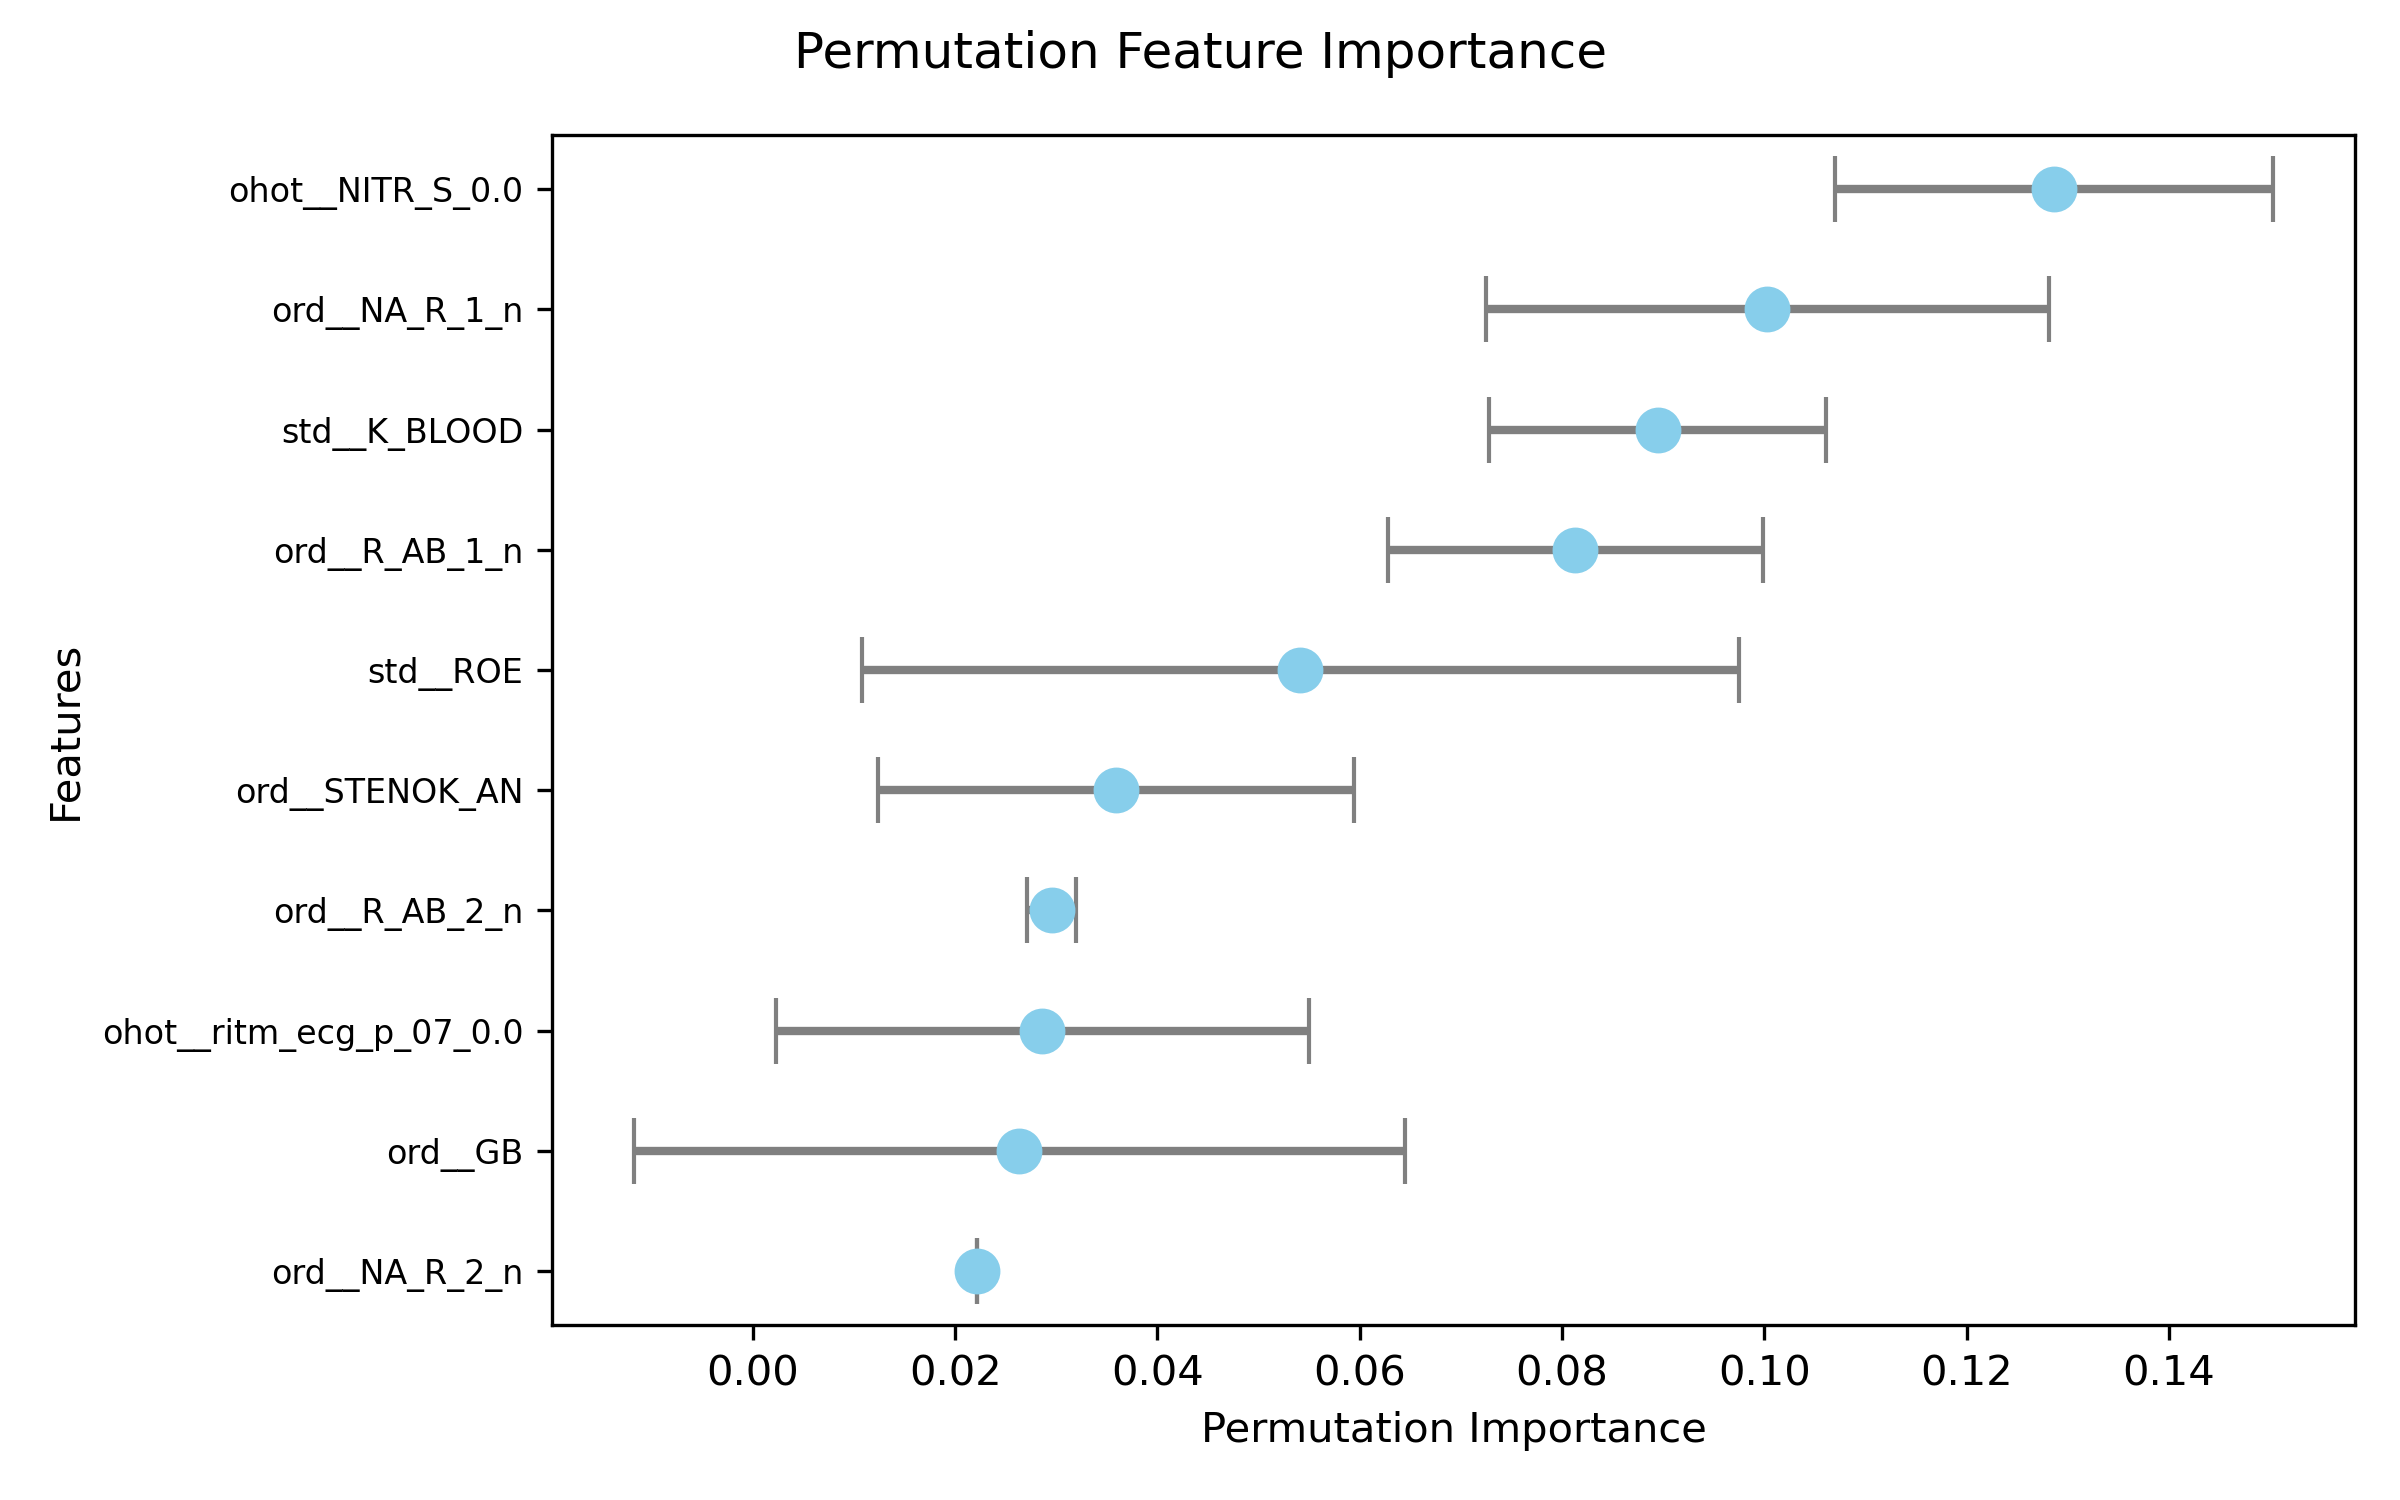 Permutation Feature Importance
Features
ohot__NITR_S_0.0
ord__NA_R_1_n
std__K_BLOOD
ord__R_AB_1_n
std__ROE
ord__STENOK_AN
ord__R_AB_2_n
ohot__ritm_ecg_p_07_0.0
ord__GB
ord__NA_R_2_n
0.00 0.02 0.04 0.06 0.08 0.10 0.12 0.14
Permutation Importance